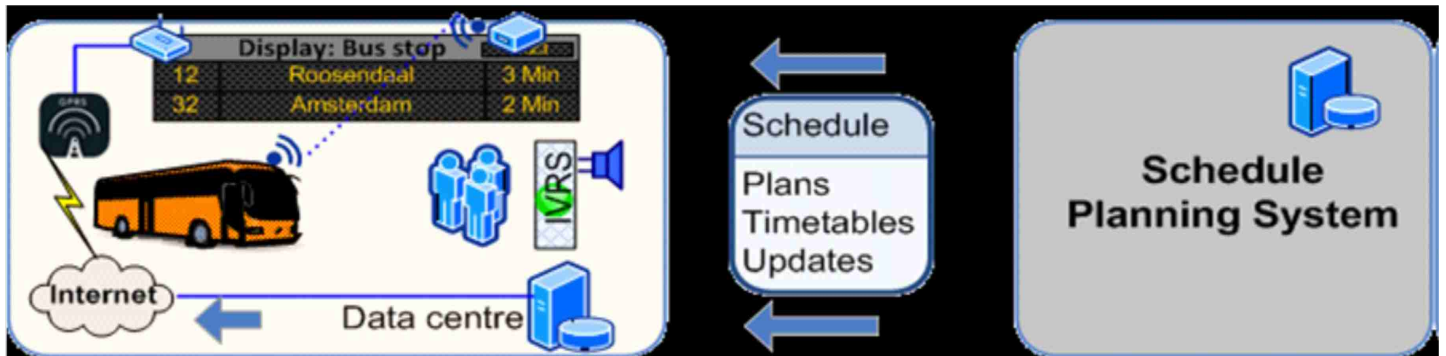 Display: Bus stop
12 Roosendaal 3 Min
32 Amsterdam 2 Min
GPRS
IVRS
Internet
Data centre
Schedule
Plans
Timetables
Updates
Schedule
Planning System